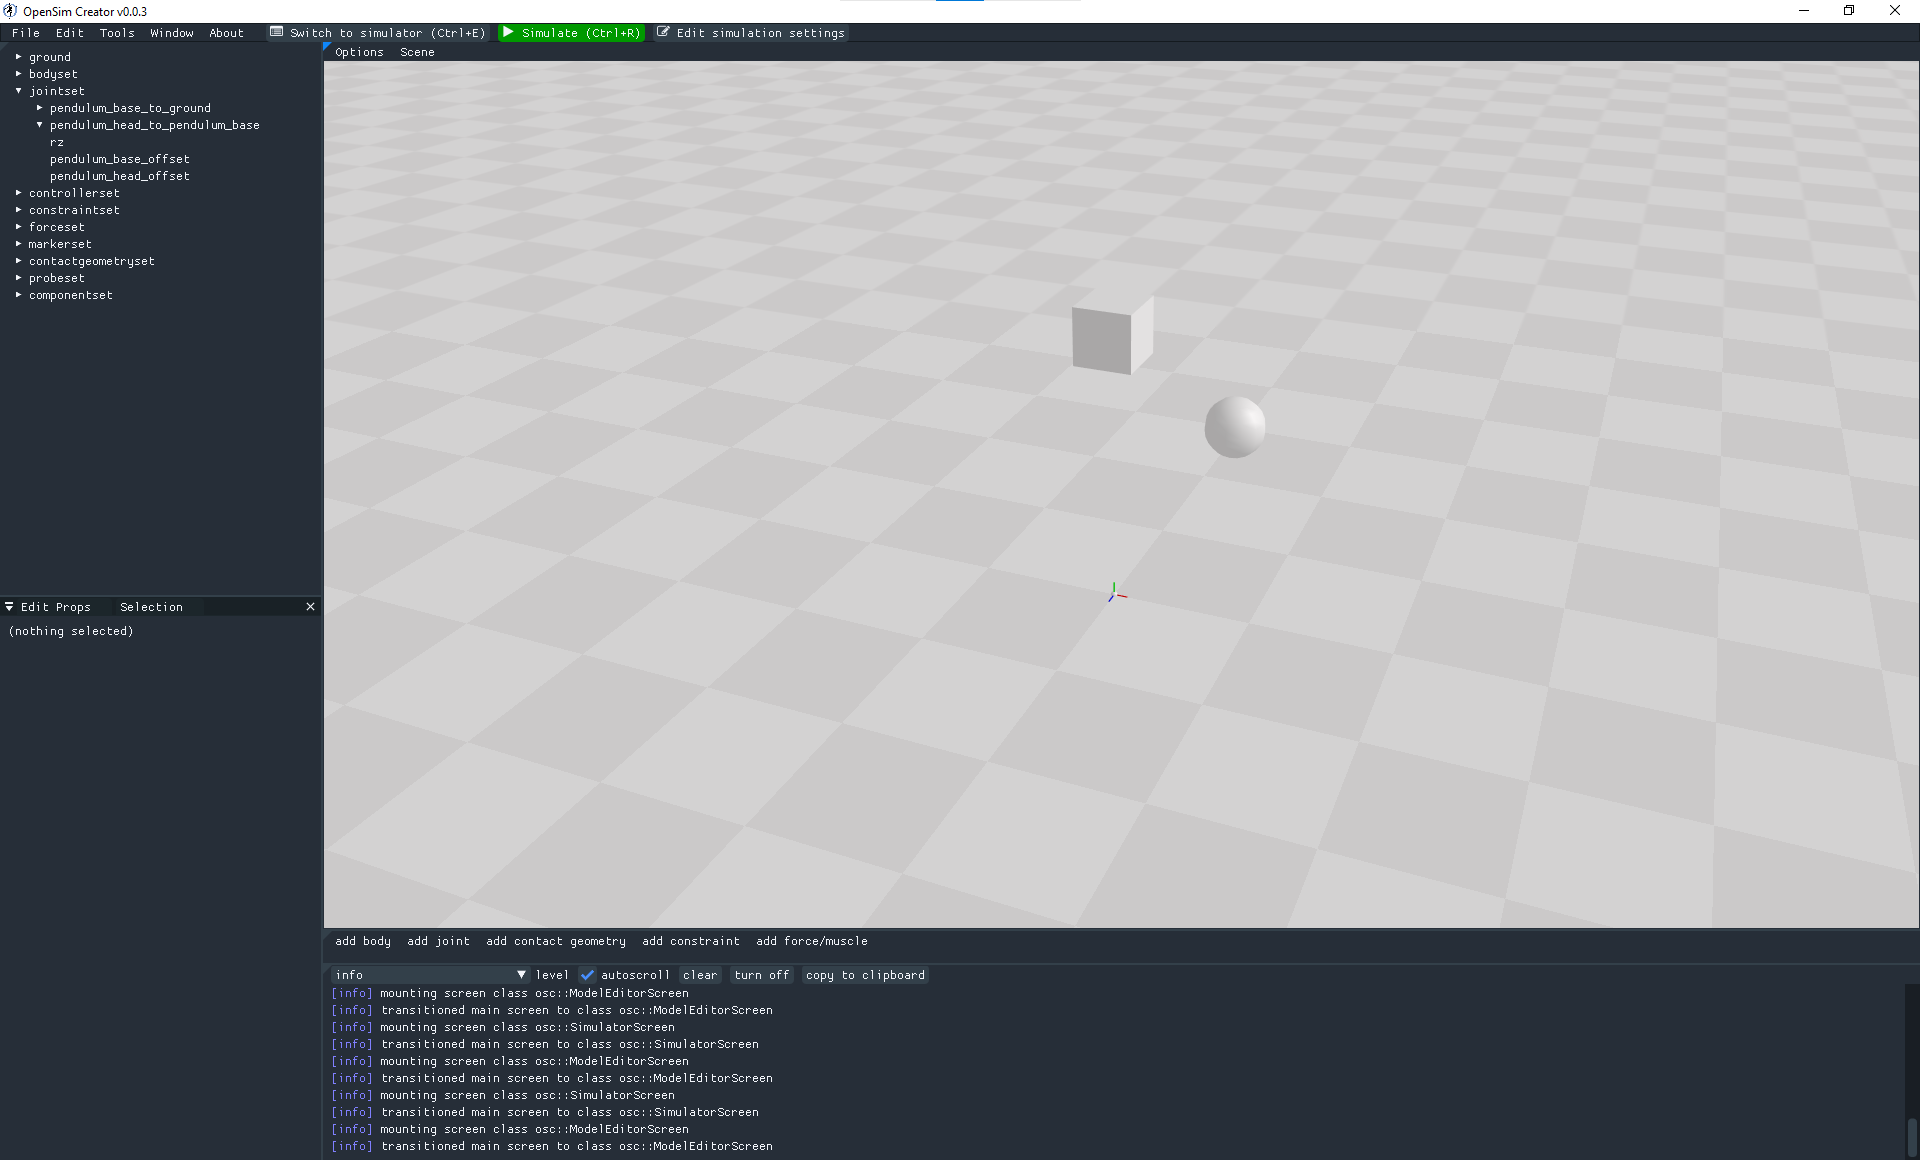 OpenSim Creator v0.0.3
File Edit Tools Window About Switch to simulator (Ctrl+E) Simulate (Ctrl+R) Edit simulation settings
Options Scene
ground
bodyset
jointset
pendulum_base_to_ground
pendulum_head_to_pendulum_base
rz
pendulum_base_offset
pendulum_head_offset
controllerset
constraintset
forceset
markerset
contactgeometryset
probeset
componentset
Edit Props Selection
(nothing selected)
add body add joint add contact geometry add constraint add force/muscle
info level autoscroll clear turn off copy to clipboard
[info] mounting screen class osc::ModelEditorScreen
[info] transitioned main screen to class osc::ModelEditorScreen
[info] mounting screen class osc::SimulatorScreen
[info] transitioned main screen to class osc::SimulatorScreen
[info] mounting screen class osc::ModelEditorScreen
[info] transitioned main screen to class osc::ModelEditorScreen
[info] mounting screen class osc::SimulatorScreen
[info] transitioned main screen to class osc::SimulatorScreen
[info] mounting screen class osc::ModelEditorScreen
[info] transitioned main screen to class osc::ModelEditorScreen